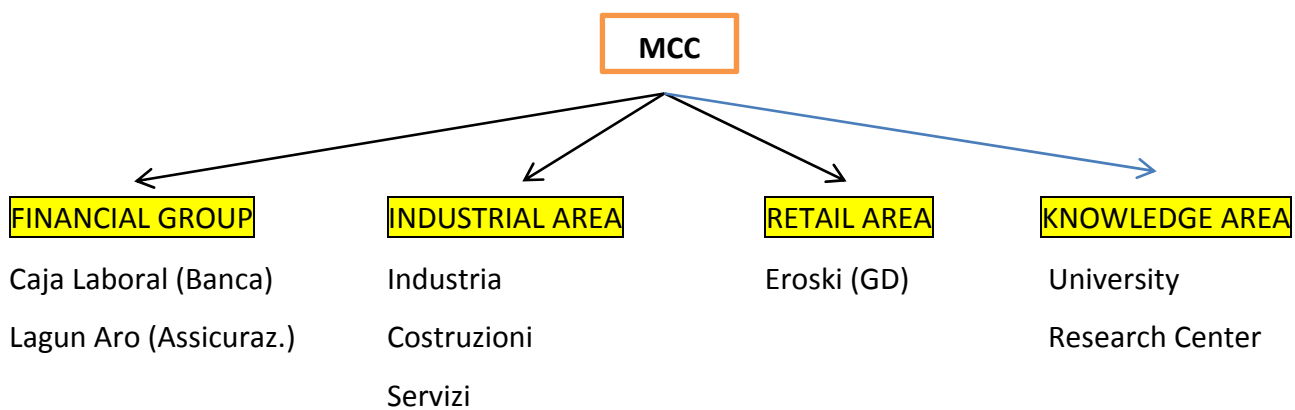 MCC
FINANCIAL GROUP INDUSTRIAL AREA RETAIL AREA KNOWLEDGE AREA
Caja Laboral (Banca) Industria Eroski (GD) University
Lagun Aro (Assicuraz.) Costruzioni Research Center
Servizi